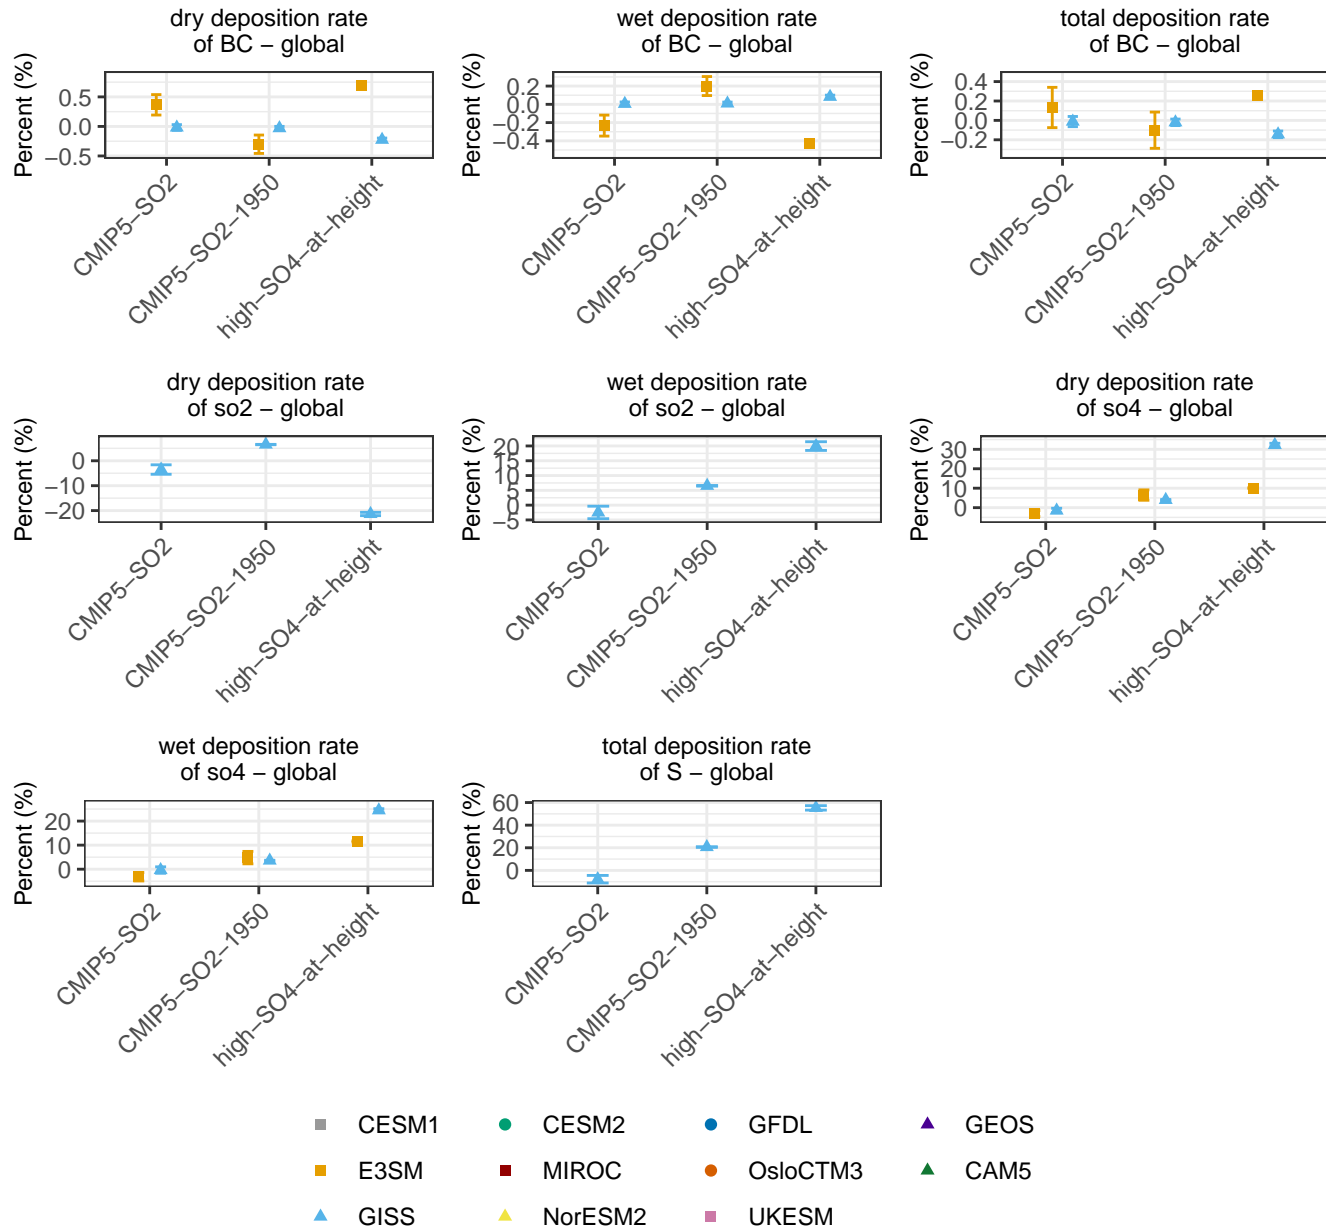 dry deposition rate
of BC − global
wet deposition rate
of BC − global
total deposition rate
of BC − global
Percent (%)
0.5
0.0
−0.5
CMIP5−SO2
CMIP5−SO2−1950
high−SO4−at−height
0.2
0.0
−0.2
−0.4
CMIP5−SO2
CMIP5−SO2−1950
high−SO4−at−height
Percent (%)
0.4
0.2
0.0
−0.2
CMIP5−SO2
CMIP5−SO2−1950
high−SO4−at−height
Percent (%)
dry deposition rate
of so2 − global
wet deposition rate
of so2 − global
dry deposition rate
of so4 − global
Percent (%)
0
−10
−20
CMIP5−SO2
CMIP5−SO2−1950
high−SO4−at−height
Percent (%)
20
15
10
5
0
−5
CMIP5−SO2
CMIP5−SO2−1950
high−SO4−at−height
Percent (%)
30
20
10
0
CMIP5−SO2
CMIP5−SO2−1950
high−SO4−at−height
wet deposition rate
of so4 − global
total deposition rate
of S − global
Percent (%)
20
10
0
CMIP5−SO2
CMIP5−SO2−1950
high−SO4−at−height
Percent (%)
60
40
20
0
CMIP5−SO2
CMIP5−SO2−1950
high−SO4−at−height
CESM1
CESM2
GFDL
GEOS
E3SM
MIROC
OsloCTM3
CAM5
GISS
NorESM2
UKESM